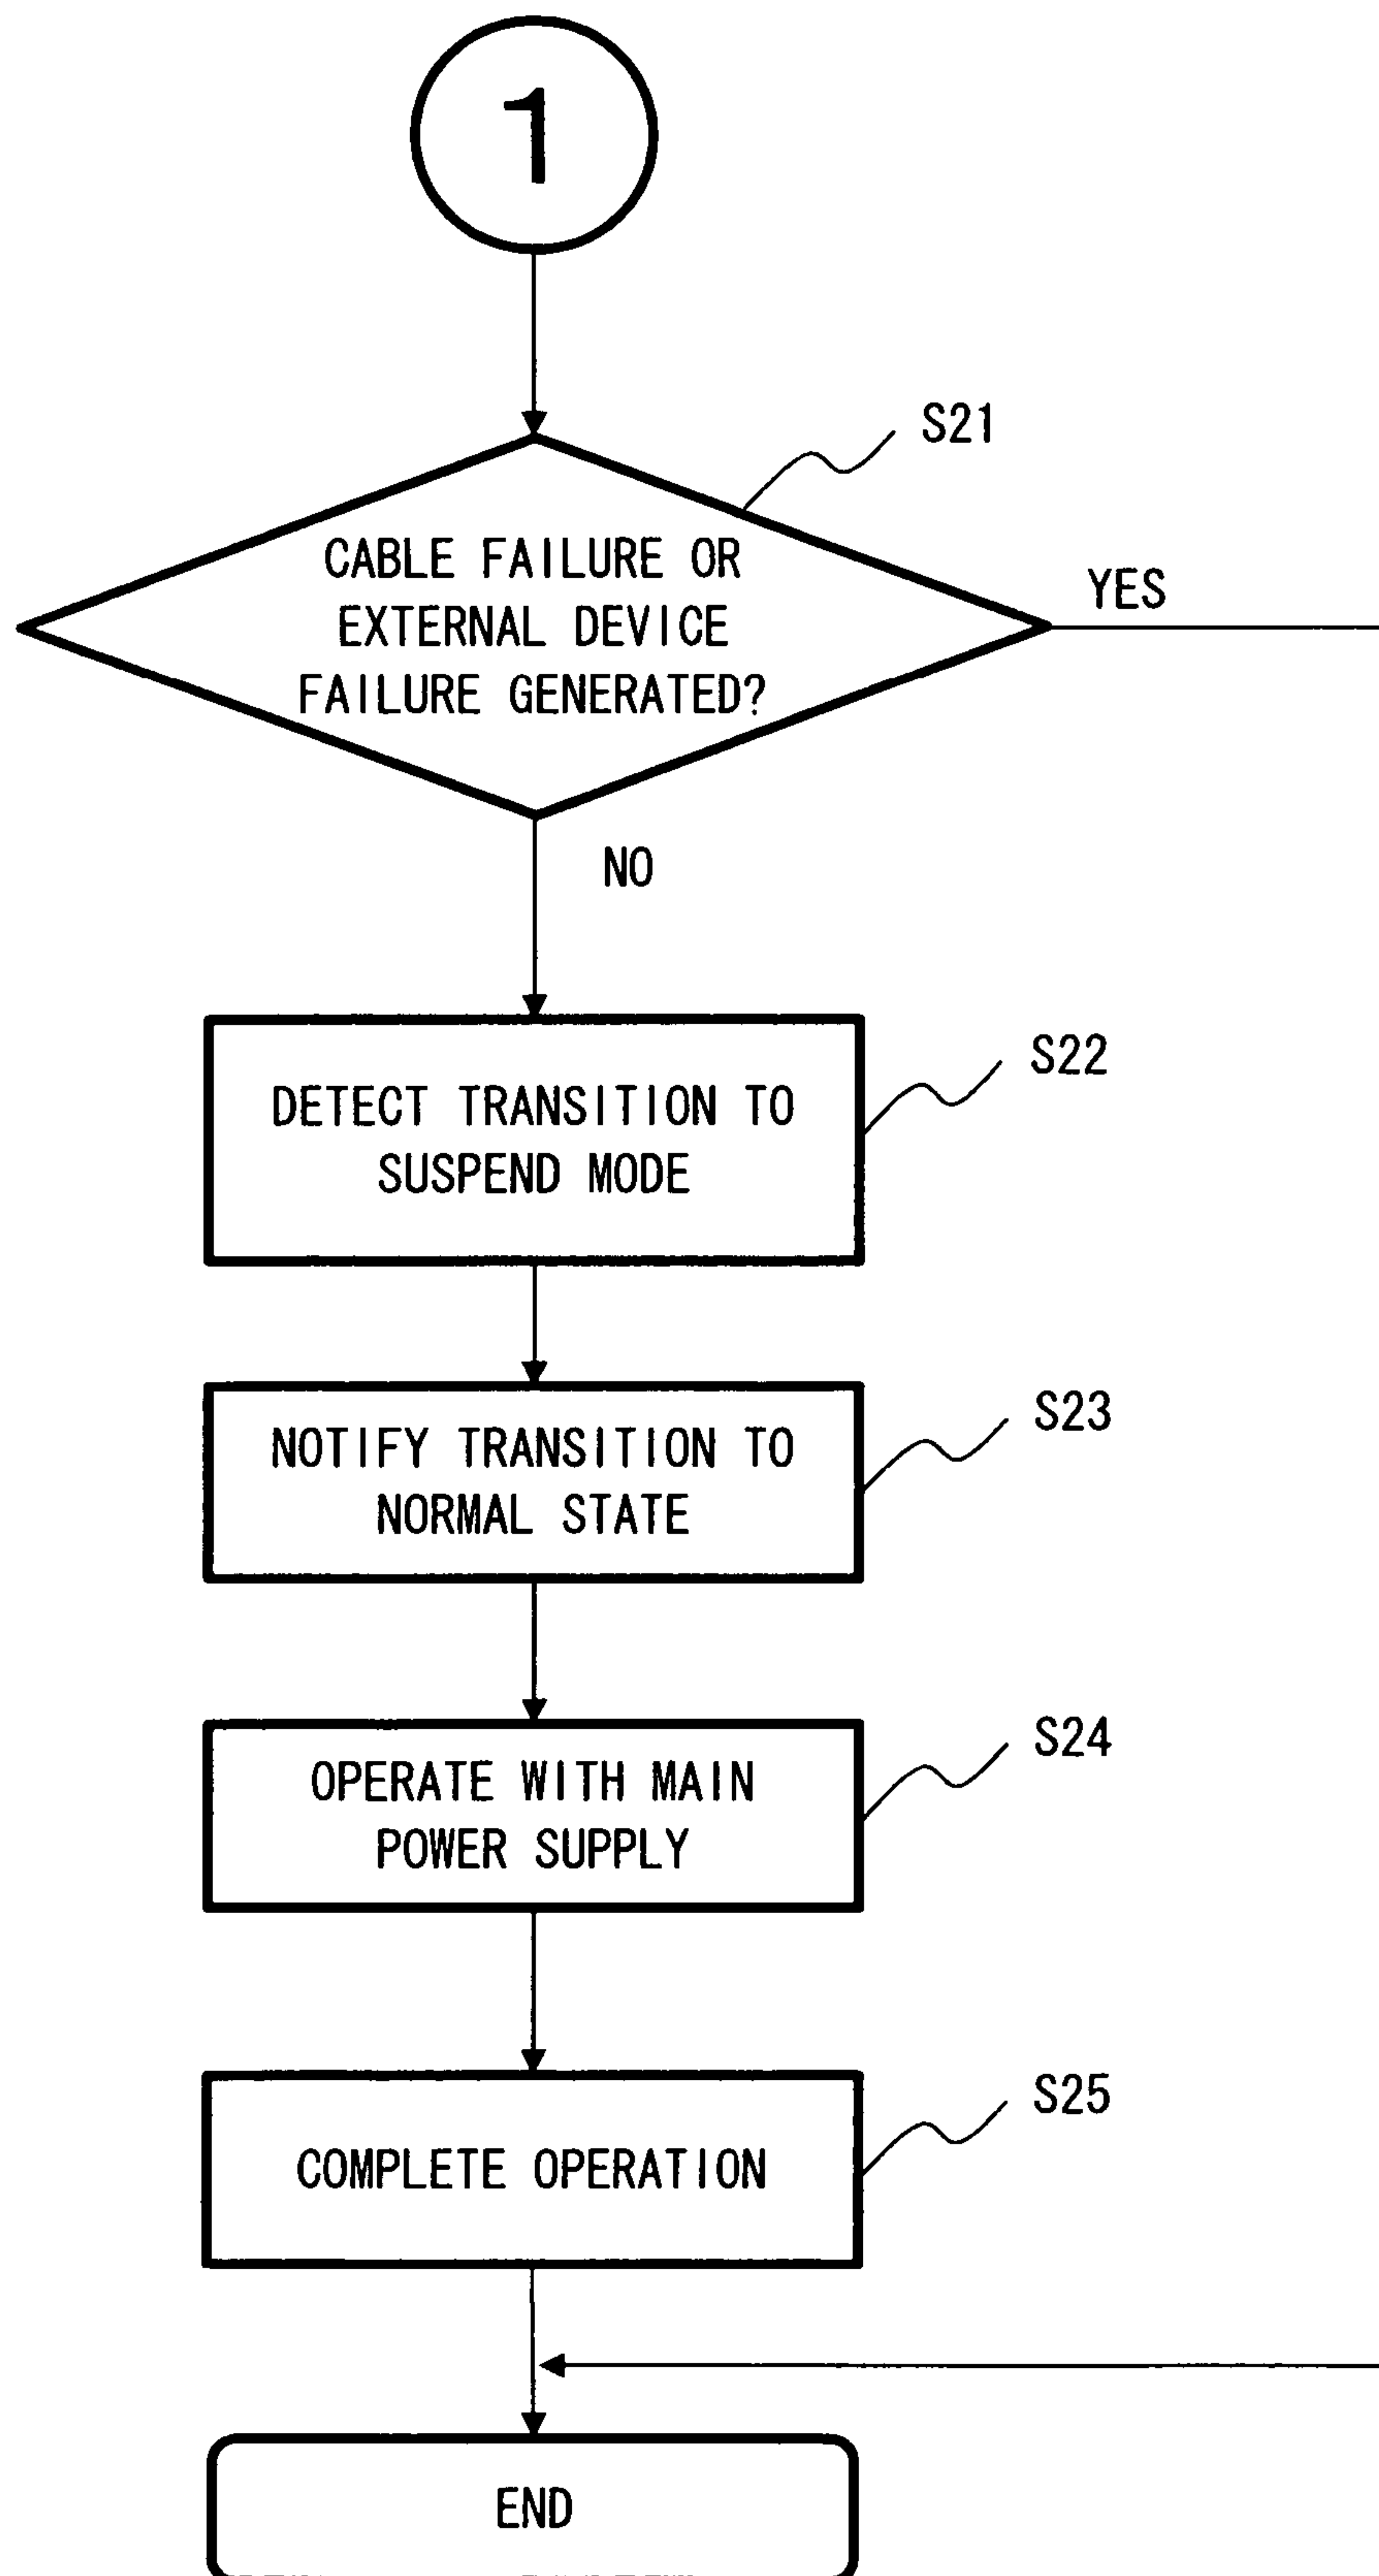 1
S21
CABLE FAILURE OR
EXTERNAL DEVICE
FAILURE GENERATED?
YES
NO
S22
DETECT TRANSITION TO
SUSPEND MODE
S23
NOTIFY TRANSITION TO
NORMAL STATE
S24
OPERATE WITH MAIN
POWER SUPPLY
S25
COMPLETE OPERATION
END